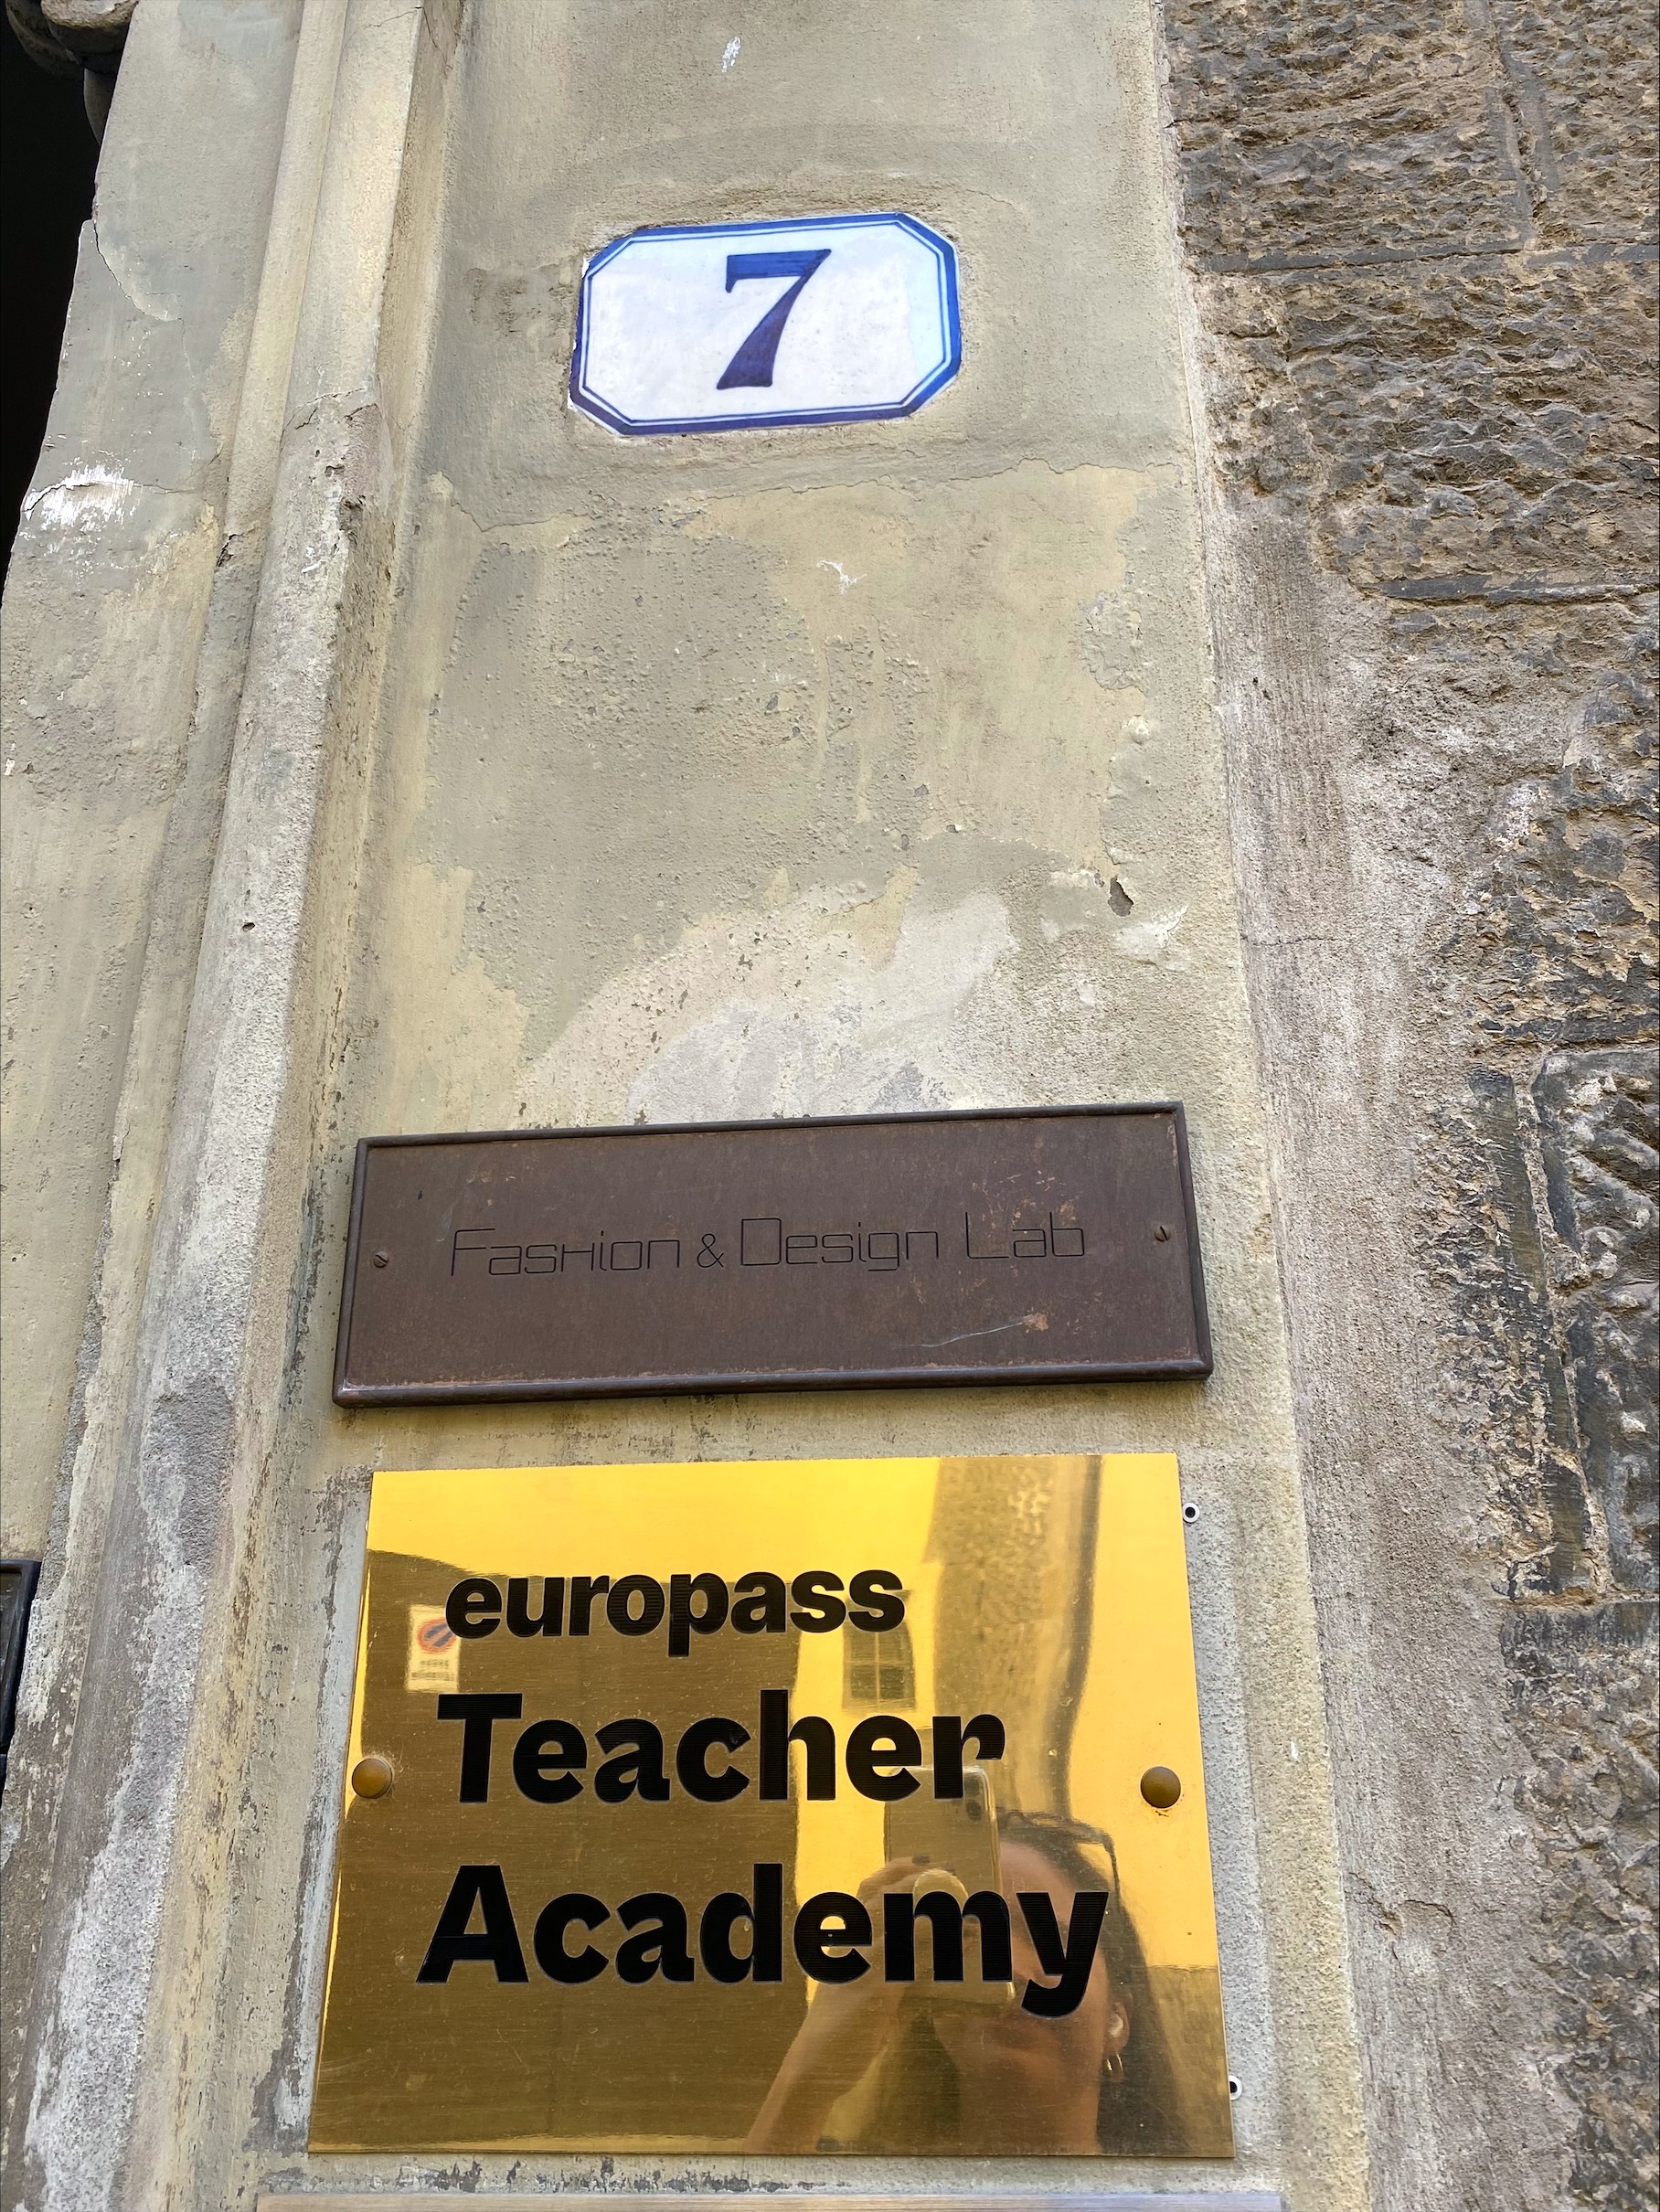 7
Fashion & Design Lab
europass
Teacher
Academy